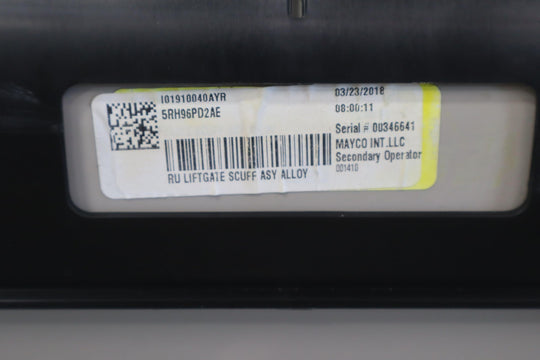 I01910040AYR
5RH96PD2AE
RU LIFTGATE SCUFF ASY ALLOY
03/23/2018
08:00:11
Serial # 0U346641
MAYCO INT.LLC
Secondary Operator
001410